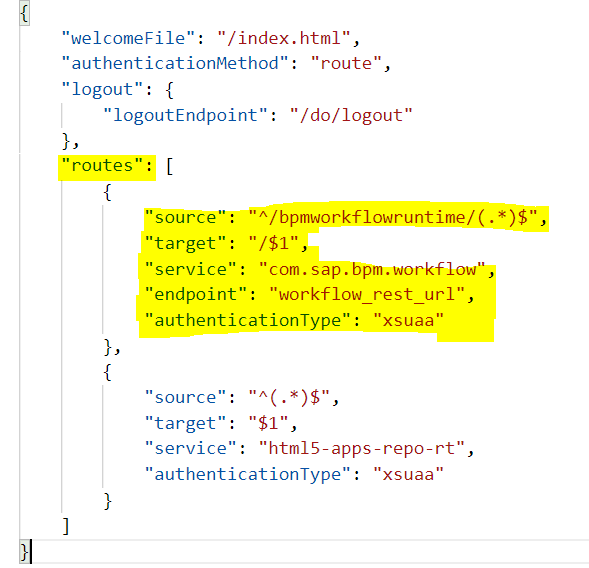 {
"welcomeFile": "/index.html",
"authenticationMethod": "route",
"logout": {
"logoutEndpoint": "/do/logout"
},
"routes": [
{
"source": "^/bpmworkflowruntime/(.*)$",
"target": "/$1",
"service": "com.sap.bpm.workflow",
"endpoint": "workflow_rest_url",
"authenticationType": "xsuaa"
},
{
"source": "^(.*)$",
"target": "$1",
"service": "html5-apps-repo-rt",
"authenticationType": "xsuaa"
}
]
}